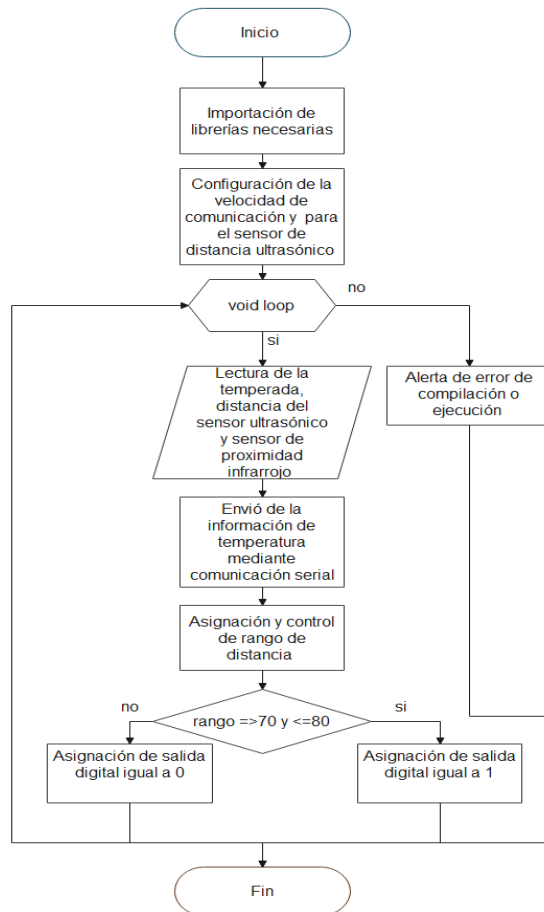 Inicio
Importación de
librerías necesarias
Configuración de la
velocidad de
comunicación y para
el sensor de
distancia ultrasónico
void loop
no
si
Lectura de la
temperada,
distancia del
sensor ultrasónico
y sensor de
proximidad
infrarrojo
Alerta de error de
compilación o
ejecución
Envió de la
información de
temperatura
mediante
comunicación serial
Asignación y control
de rango de
distancia
no
rango =>70 y <=80
si
Asignación de salida
digital igual a 0
Asignación de salida
digital igual a 1
Fin